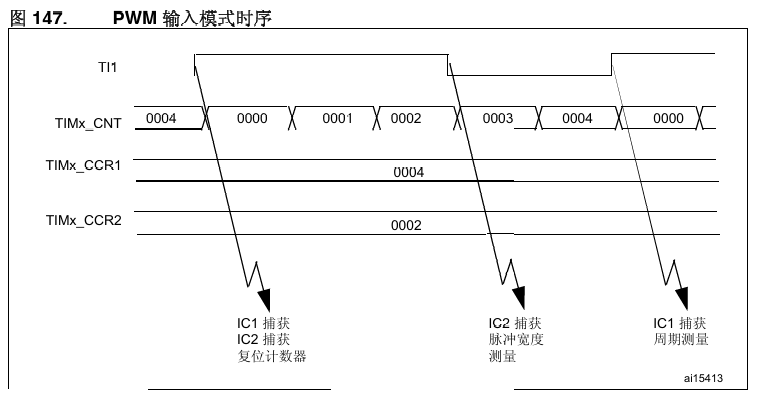 图 147. PWM 输入模式时序
TI1
TIMx_CNT 0004 0000 0001 0002 0003 0004 0000
TIMx_CCR1 0004
TIMx_CCR2 0002
IC1 捕获
IC2 捕获
复位计数器
IC2 捕获
脉冲宽度
测量
IC1 捕获
周期测量
ai15413